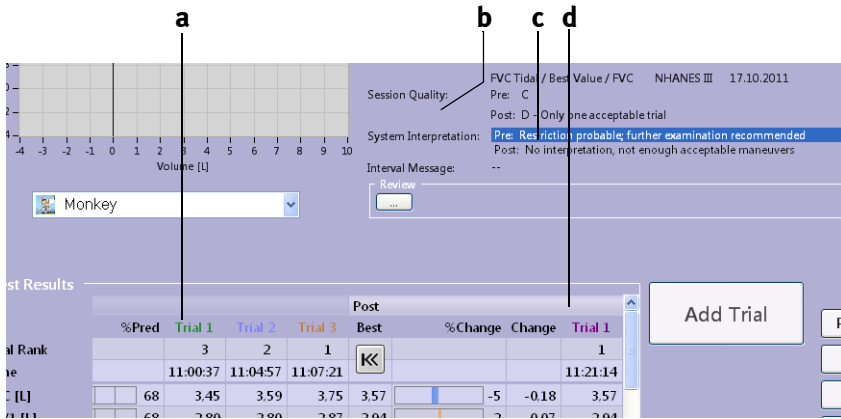 a b c d
FVC Tidal / Best Value / FVC NHANES III 17.10.2011
Session Quality: Pre: C
Post: D - Only one acceptable trial
System Interpretation: Pre: Restriction probable; further examination recommended
Post: No interpretation, not enough acceptable maneuvers
Interval Message: --
-4 -3 -2 -1 0 1 2 3 4 5 6 7 8 9 10
Volume [L]
Review
...
Monkey
est Results
Post
%Pred Trial 1 Trial 2 Trial 3 Best %Change Change Trial 1
al Rank 3 2 1 1
11:00:37 11:04:57 11:07:21 11:21:14
[L] 68 3,45 3,59 3,75 3,57 -5 -0,18 3,57
Add Trial